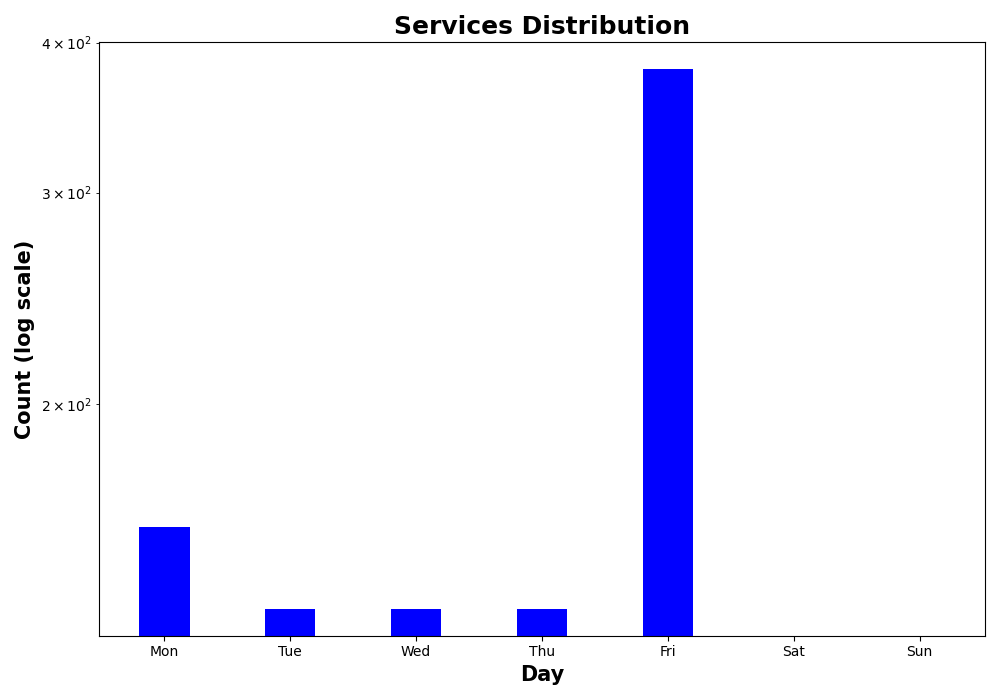 Services Distribution
4 × 10²
3 × 10²
2 × 10²
Count (log scale)
Mon Tue Wed Thu Fri Sat Sun
Day